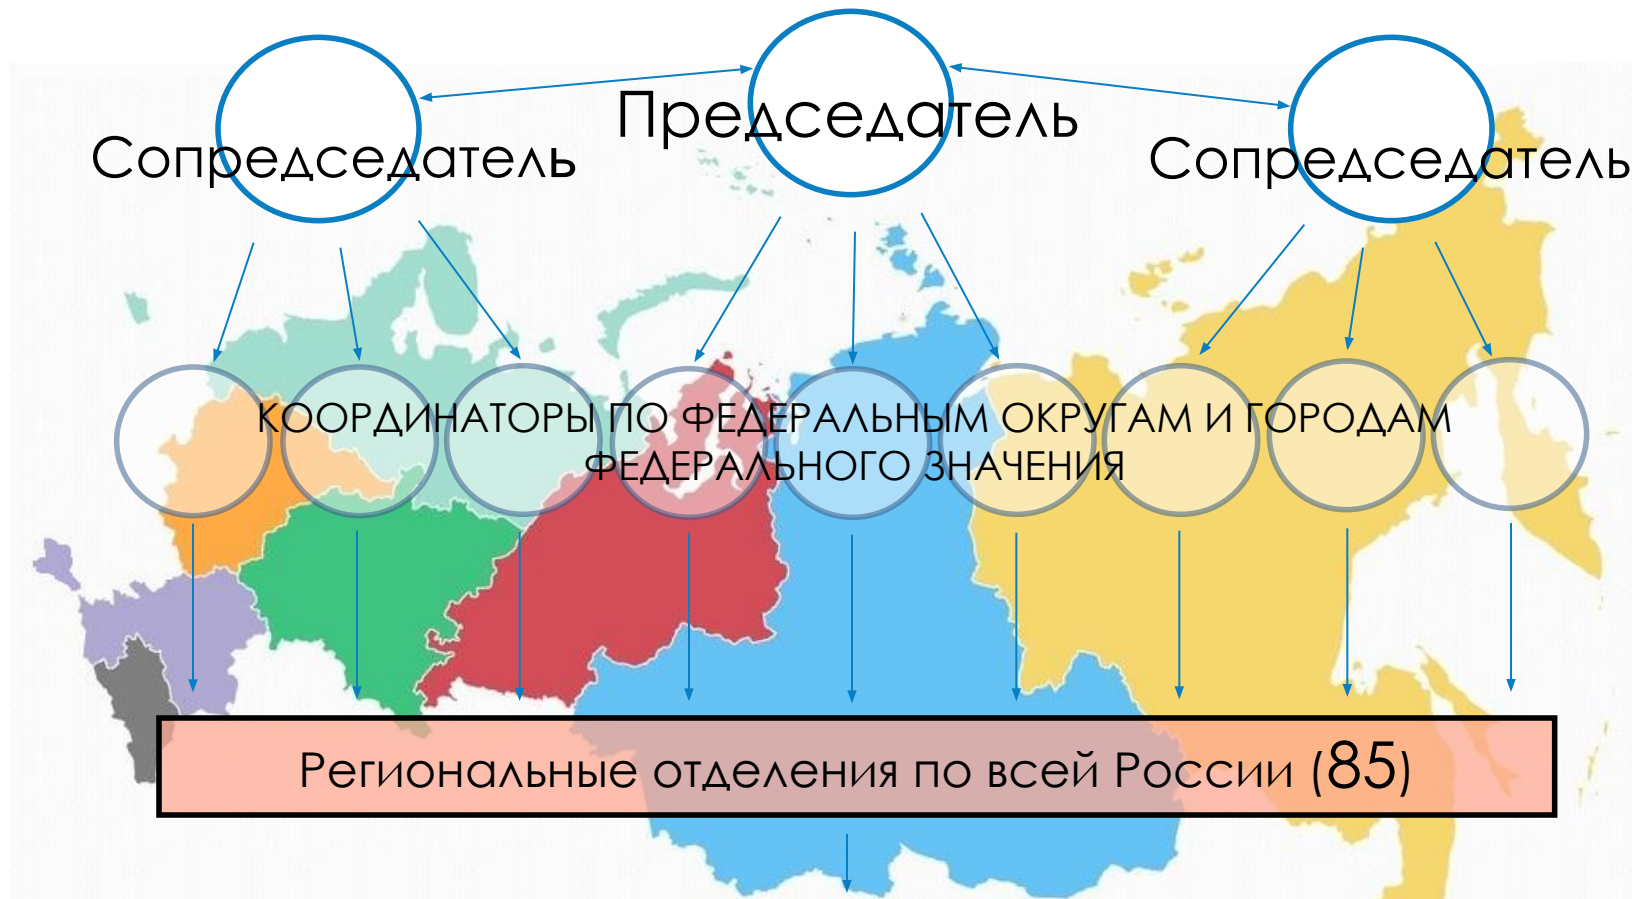 Председатель
Сопредседатель
Сопредседатель
КООРДИНАТОРЫ ПО ФЕДЕРАЛЬНЫМ ОКРУГАМ И ГОРОДАМ
ФЕДЕРАЛЬНОГО ЗНАЧЕНИЯ
Региональные отделения по всей России (85)